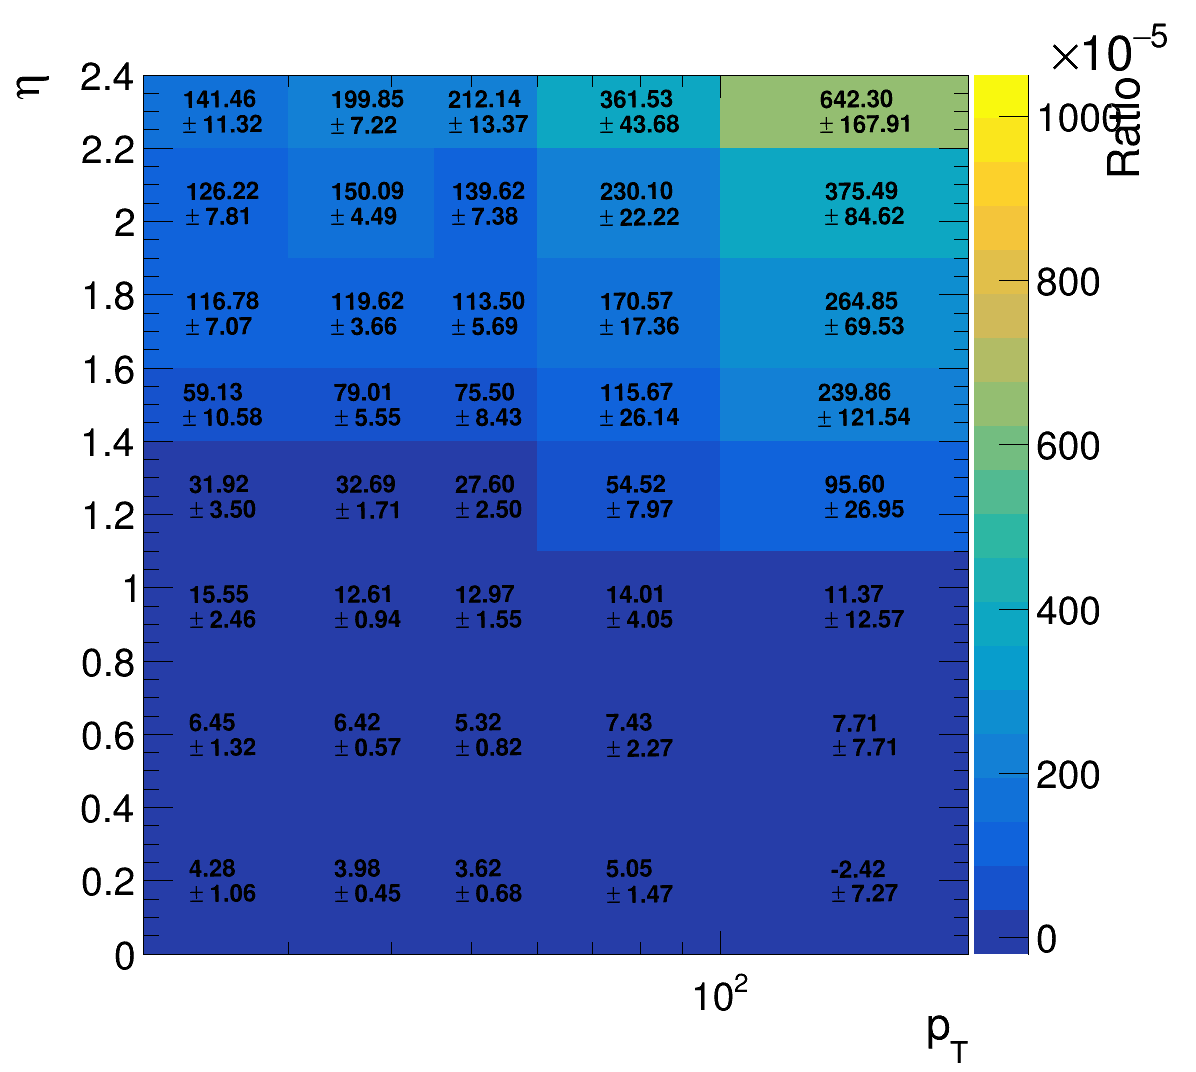 ×10⁻⁵
η
Ratio
2.4
141.46 199.85 212.14 361.53 642.30
± 11.32 ± 7.22 ± 13.37 ± 43.68 ± 167.91
1000
2.2
126.22 150.09 139.62 230.10 375.49
± 7.81 ± 4.49 ± 7.38 ± 22.22 ± 84.62
2
1.8
800
116.78 119.62 113.50 170.57 264.85
± 7.07 ± 3.66 ± 5.69 ± 17.36 ± 69.53
1.6
59.13 79.01 75.50 115.67 239.86
± 10.58 ± 5.55 ± 8.43 ± 26.14 ± 121.54
1.4
600
31.92 32.69 27.60 54.52 95.60
± 3.50 ± 1.71 ± 2.50 ± 7.97 ± 26.95
1.2
1
15.55 12.61 12.97 14.01 11.37
± 2.46 ± 0.94 ± 1.55 ± 4.05 ± 12.57
400
0.8
6.45 6.42 5.32 7.43 7.71
± 1.32 ± 0.57 ± 0.82 ± 2.27 ± 7.71
0.6
200
0.4
4.28 3.98 3.62 5.05 -2.42
± 1.06 ± 0.45 ± 0.68 ± 1.47 ± 7.27
0.2
0
0
10²
p_T